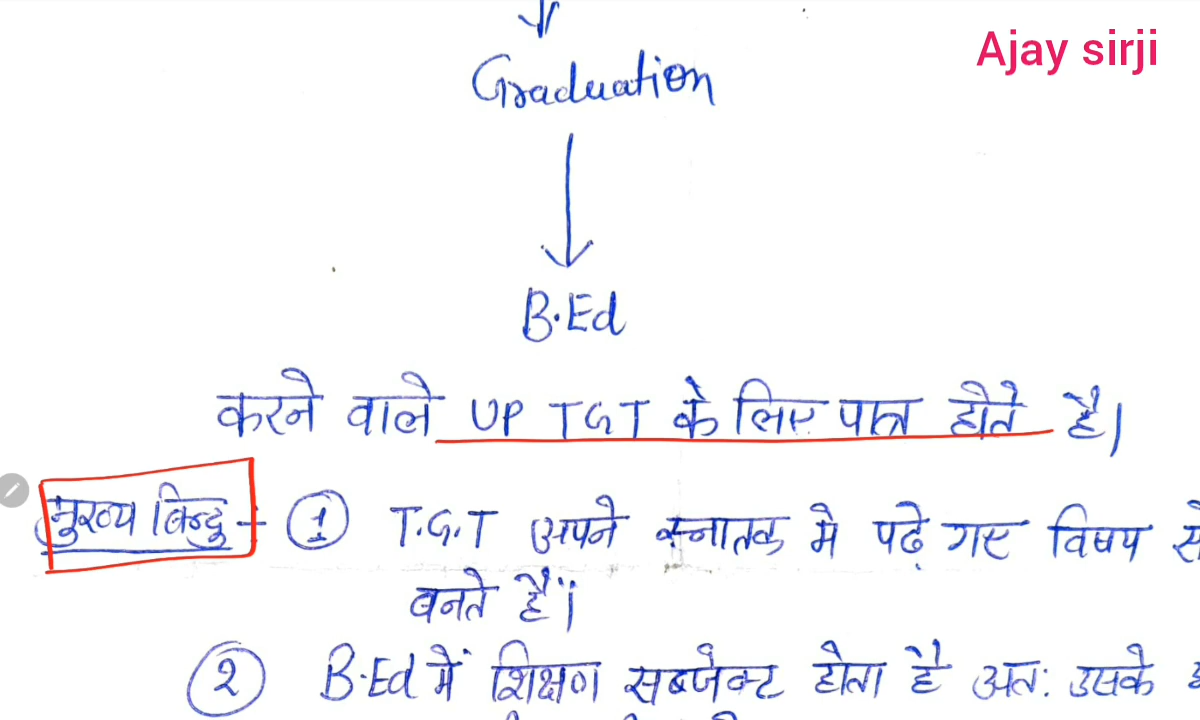 Ajay sirji
Graduation
B.Ed
करने वाले UP TGT के लिए पात्र होते है।
मुख्य बिन्दु - ① T.G.T अपने स्नातक मे पढ़े गए विषय से
बनते हैं।
② B.Ed में शिक्षण सबजेक्ट होता है अत: उसके